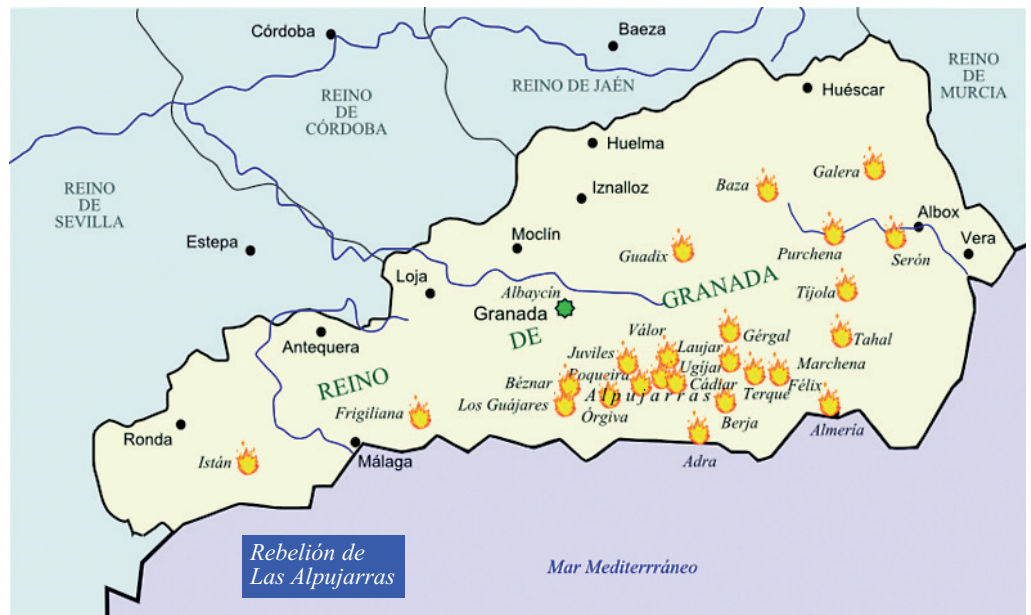 Córdoba
Baeza
REINO
DE
MURCIA
REINO DE JAÉN
REINO
DE
CÓRDOBA
Huéscar
Huelma
Galera
REINO
DE
SEVILLA
Iznalloz
Baza
Albox
Estepa
Moclín
Guadix
Purchena
Serón
Vera
Loja
Albaycín
Granada
GRANADA
Tíjola
DE
Válor
Gérgal
Antequera
Juviles
Laujar
Tahal
REINO
Poqueira
Ugíjar
Marchena
Béznar
Cádiar
Félix
Alpujarras
Terque
Los Guájares
Frigiliana
Órgiva
Berja
Almería
Ronda
Istán
Málaga
Adra
Rebelión de
Las Alpujarras
Mar Mediterrráneo